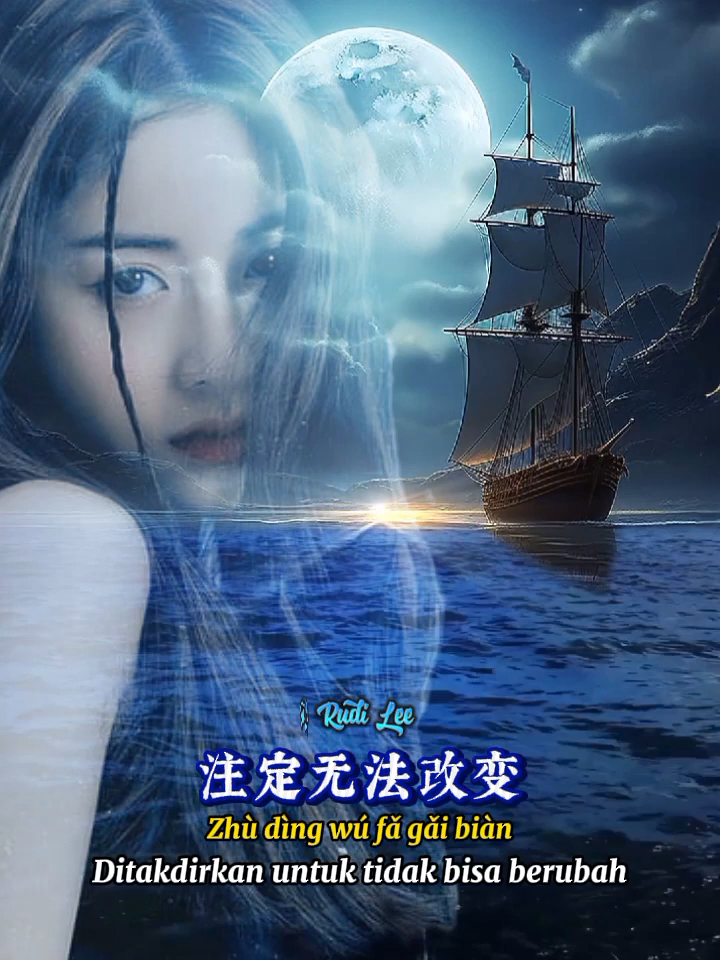 Rudi Lee
注定无法改变
Zhù dìng wú fǎ gǎi biàn
Ditakdirkan untuk tidak bisa berubah